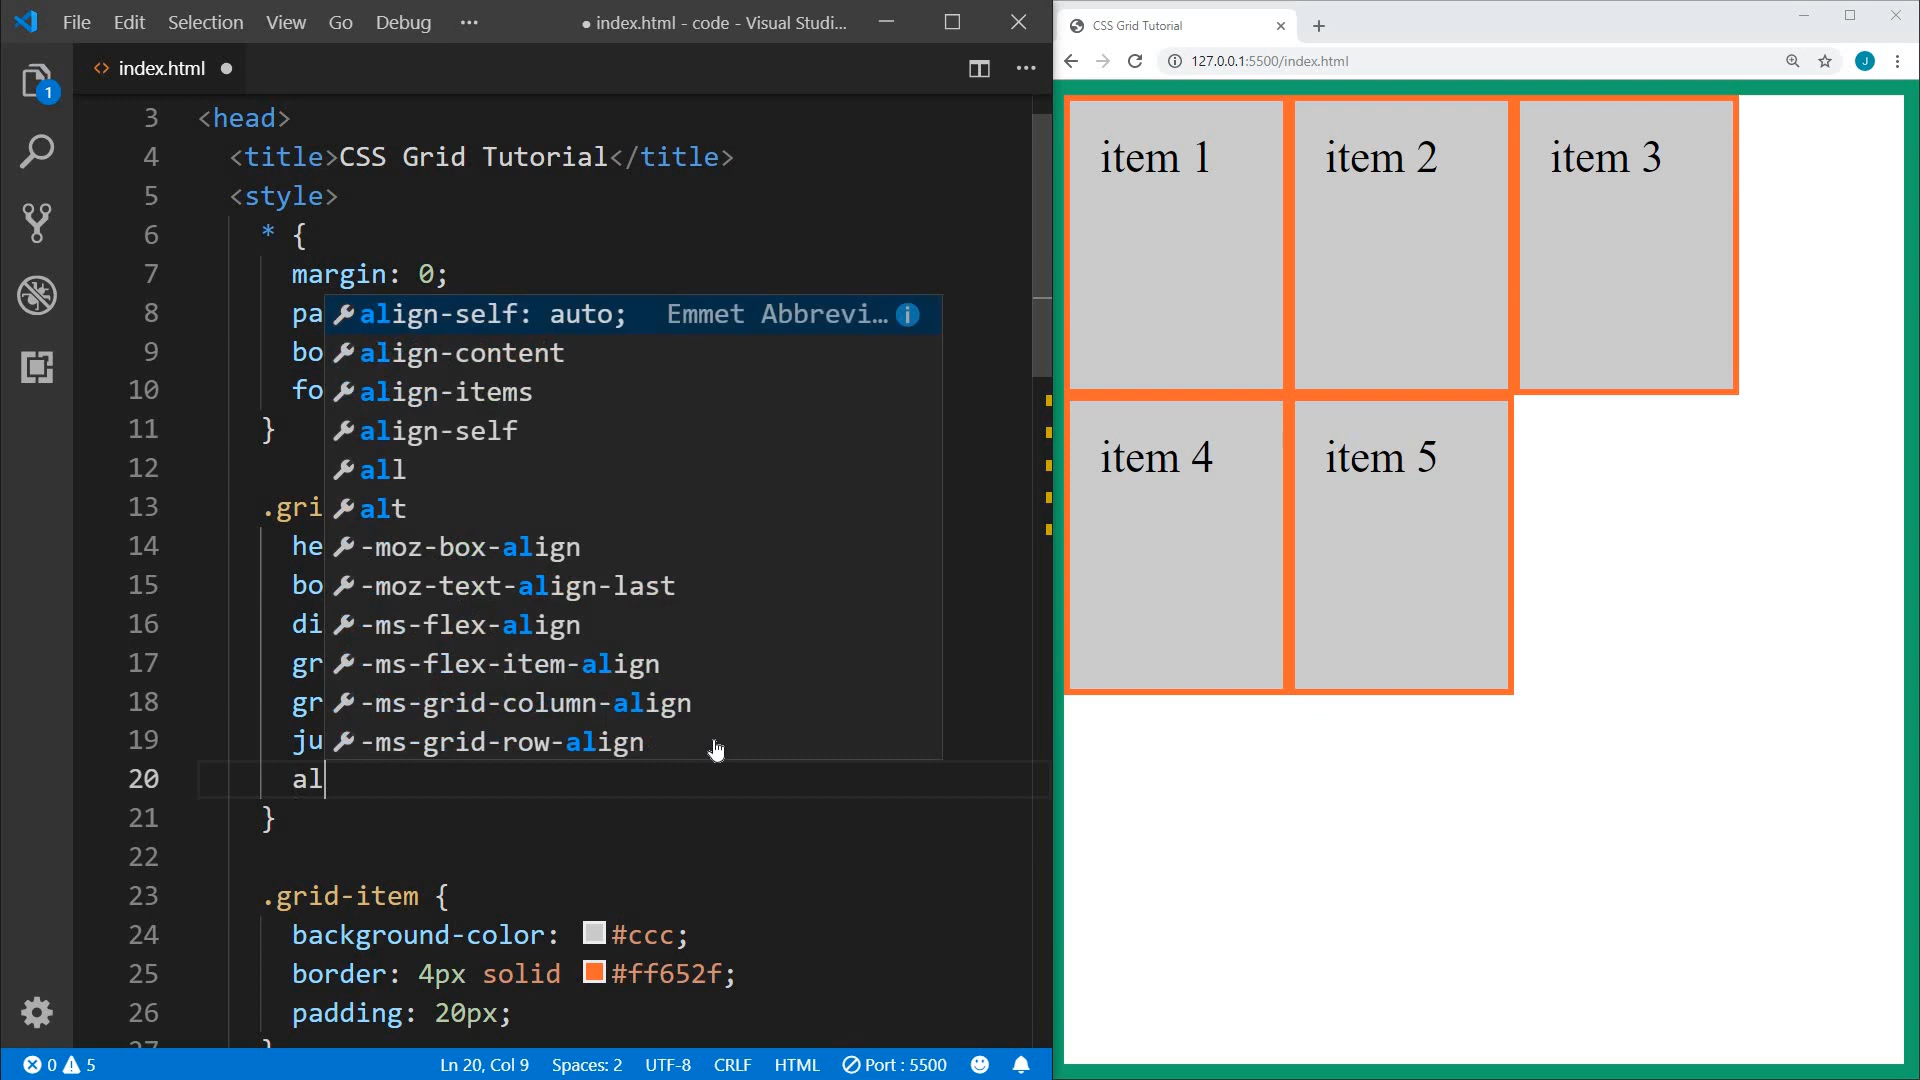 File Edit Selection View Go Debug ··· ● index.html - code - Visual Studi...
1
<> index.html ●
3 <head>
4 <title>CSS Grid Tutorial</title>
5 <style>
6 * {
7 margin: 0;
8 pa
9 bo
10 fo
11 }
12
13 .gri
14 he
15 bo
16 di
17 gr
18 gr
19 ju
20 al
21 }
22
23 .grid-item {
24 background-color: #ccc;
25 border: 4px solid #ff652f;
26 padding: 20px;
27 }
align-self: auto; Emmet Abbrevi...
align-content
align-items
align-self
all
alt
-moz-box-align
-moz-text-align-last
-ms-flex-align
-ms-flex-item-align
-ms-grid-column-align
-ms-grid-row-align
0 5 Ln 20, Col 9 Spaces: 2 UTF-8 CRLF HTML Port : 5500
CSS Grid Tutorial
127.0.0.1:5500/index.html
J
item 1 item 2 item 3
item 4 item 5